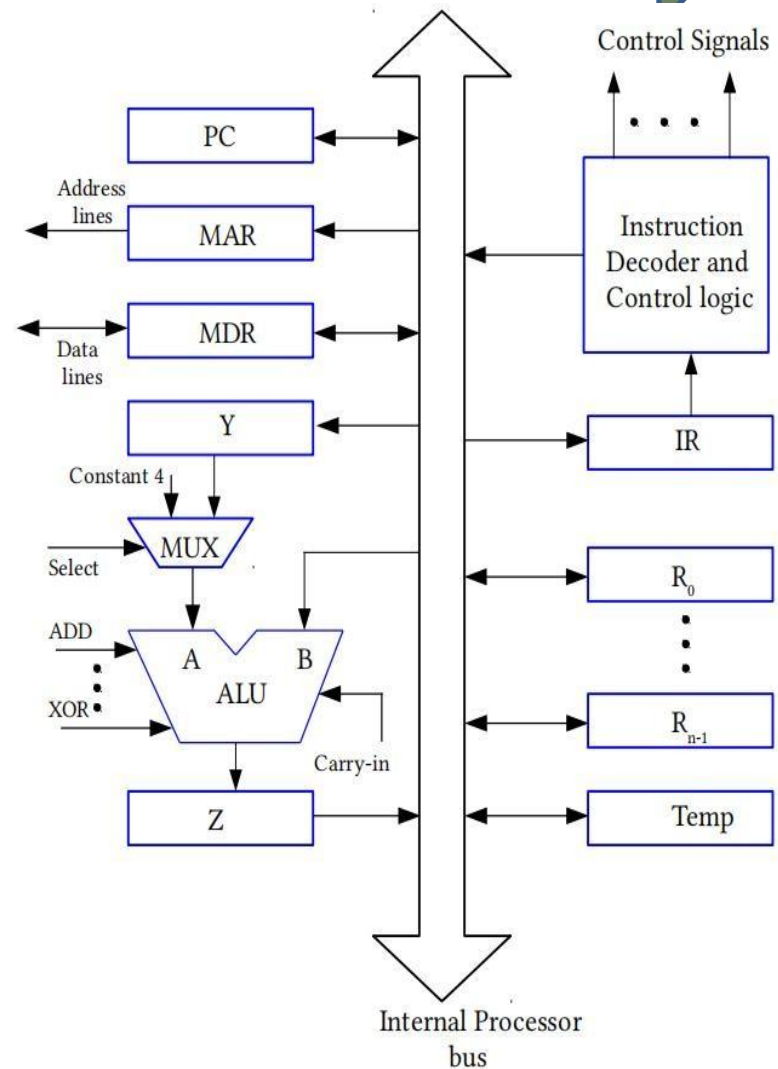 Control Signals
PC
Address
lines
MAR
Instruction
Decoder and
Control logic
MDR
Data
lines
Y
IR
Constant 4
MUX
Select
R₀
ADD
A
B
ALU
XOR
Rₙ₋₁
Carry-in
Z
Temp
Internal Processor
bus